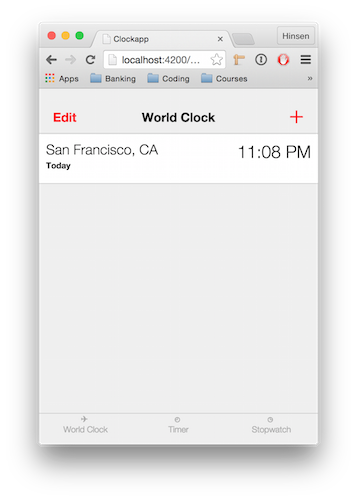 Clockapp
Hinsen
localhost:4200/...
Apps Banking Coding Courses »
Edit World Clock +
San Francisco, CA 11:08 PM
Today
World Clock Timer Stopwatch